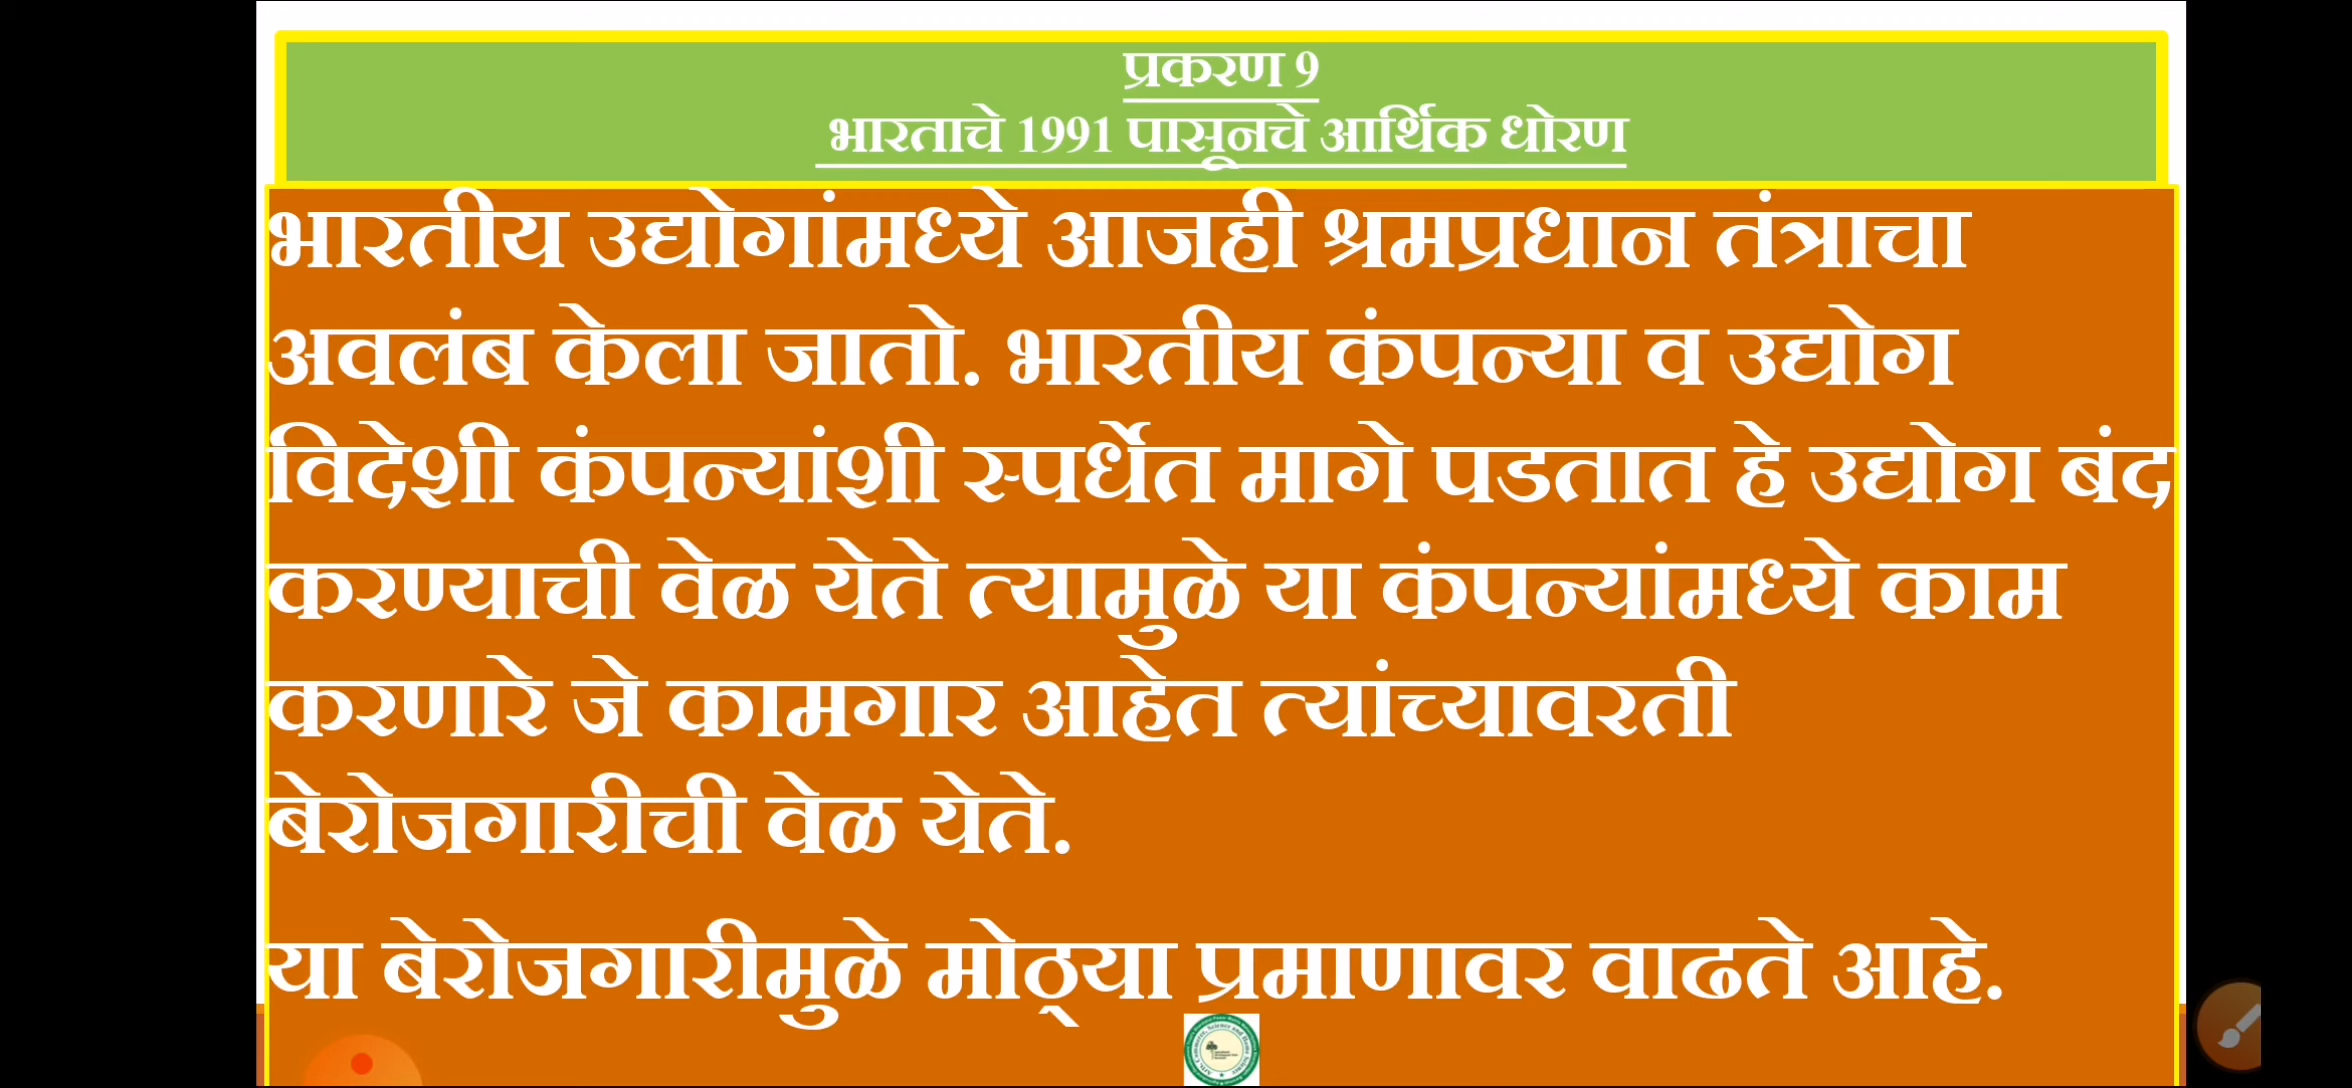 प्रकरण 9
भारताचे 1991 पासूनचे आर्थिक धोरण
भारतीय उद्योगांमध्ये आजही श्रमप्रधान तंत्राचा
अवलंब केला जातो. भारतीय कंपन्या व उद्योग
विदेशी कंपन्यांशी स्पर्धेत मागे पडतात हे उद्योग बंद
करण्याची वेळ येते त्यामुळे या कंपन्यांमध्ये काम
करणारे जे कामगार आहेत त्यांच्यावरती
बेरोजगारीची वेळ येते.
या बेरोजगारीमुळे मोठ्या प्रमाणावर वाढते आहे.